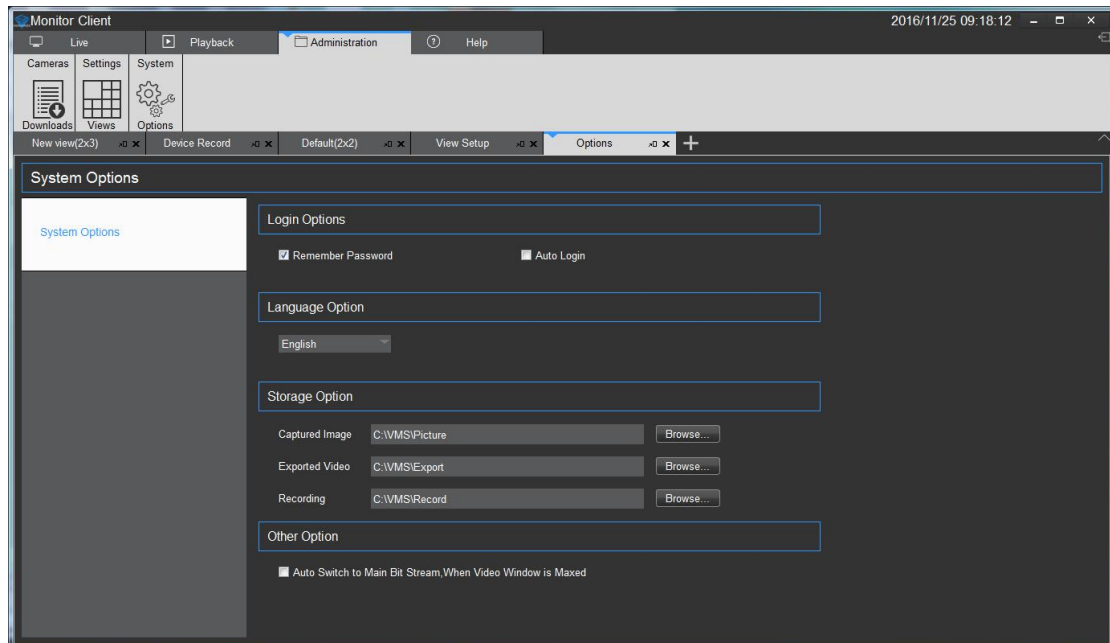 Monitor Client 2016/11/25 09:18:12
Live Playback Administration Help
Cameras Settings System
Downloads Views Options
New view(2x3) Device Record Default(2x2) View Setup Options
System Options
System Options
Login Options
Remember Password Auto Login
Language Option
English
Storage Option
Captured Image C:\VMS\Picture Browse...
Exported Video C:\VMS\Export Browse...
Recording C:\VMS\Record Browse...
Other Option
Auto Switch to Main Bit Stream,When Video Window is Maxed